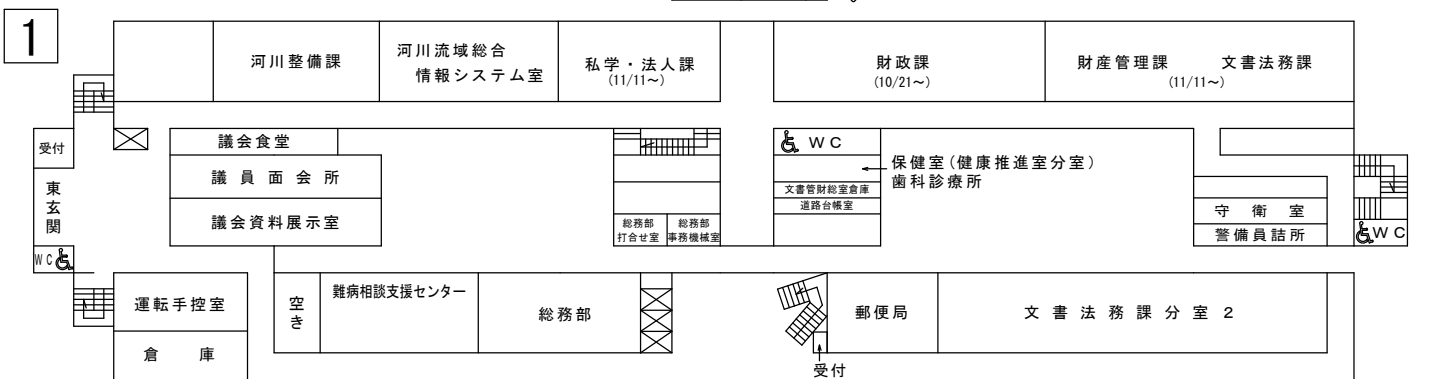 1
河川整備課
河川流域総合
情報システム室
私学・法人課
(11/11～)
財政課
(10/21～)
財産管理課 文書法務課
(11/11～)
受付
東玄関
WC
議会食堂
議員面会所
議会資料展示室
総務部
打合せ室
総務部
事務機械室
WC
保健室(健康推進室分室)
歯科診療所
文書管財総室倉庫
道路台帳室
守衛室
警備員詰所
WC
運転手控室
倉庫
空き
難病相談支援センター
総務部
郵便局
文書法務課分室2
受付